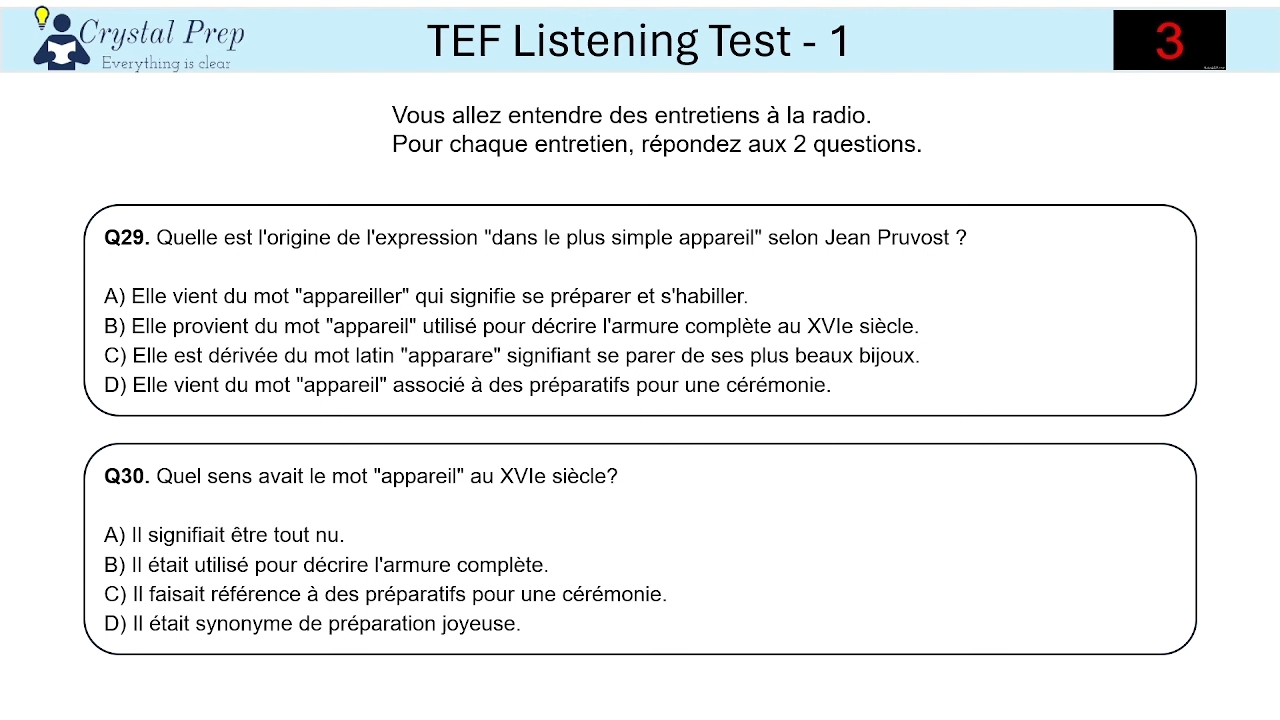 Crystal Prep
Everything is clear
TEF Listening Test - 1
3
Vous allez entendre des entretiens à la radio.
Pour chaque entretien, répondez aux 2 questions.
Q29. Quelle est l'origine de l'expression "dans le plus simple appareil" selon Jean Pruvost ?
A) Elle vient du mot "appareiller" qui signifie se préparer et s'habiller.
B) Elle provient du mot "appareil" utilisé pour décrire l'armure complète au XVIe siècle.
C) Elle est dérivée du mot latin "apparare" signifiant se parer de ses plus beaux bijoux.
D) Elle vient du mot "appareil" associé à des préparatifs pour une cérémonie.
Q30. Quel sens avait le mot "appareil" au XVIe siècle?
A) Il signifiait être tout nu.
B) Il était utilisé pour décrire l'armure complète.
C) Il faisait référence à des préparatifs pour une cérémonie.
D) Il était synonyme de préparation joyeuse.